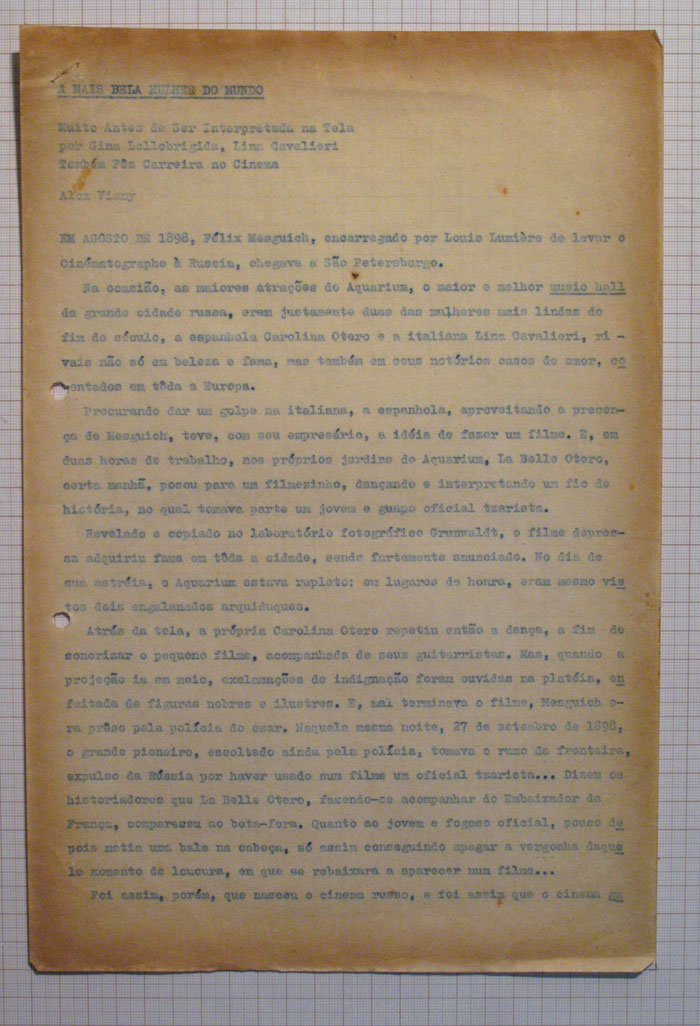 A MAIS BELA MULHER DO MUNDO
Muito Antes de Ser Interpretada na Tela
por Gina Lollobrigida, Lina Cavalieri
Também Fêz Carreira no Cinema
Alex Viany
EM AGÔSTO DE 1898, Félix Mesguich, encarregado por Louis Lumière de levar o
Cinématographe à Rússia, chegava a São Petersburgo.
Na ocasião, as maiores atrações do Aquarium, o maior e melhor music hall
da grande cidade russa, eram justamente duas das mulheres mais lindas do
fim do século, a espanhola Carolina Otero e a italiana Lina Cavalieri, ri-
vais não só em beleza e fama, mas também em seus notórios casos de amor, co
mentados em tôda a Europa.
Procurando dar um golpe na italiana, a espanhola, aproveitando a presen-
ça de Mesguich, teve, com seu empresário, a idéia de fazer um filme. E, em
duas horas de trabalho, nos próprios jardins do Aquarium, La Belle Otero,
certa manhã, posou para um filmezinho, dançando e interpretando um fio de
história, no qual tomava parte um jovem e guapo oficial tzarista.
Revelado e copiado no laboratório fotográfico Grunwaldt, o filme depres-
sa adquiriu fama em tôda a cidade, sendo fartamente anunciado. No dia de
sua estréia, o Aquarium estava repleto; em lugares de honra, eram mesmo vis
tos dois engalanados arquiduques.
Atrás da tela, a própria Carolina Otero repetiu então a dança, a fim de
sonorizar o pequeno filme, acompanhada de seus guitarristas. Mas, quando a
projeção ia em meio, exclamações de indignação foram ouvidas na platéia, en
feitada de figuras nobres e ilustres. E, mal terminava o filme, Mesguich e-
ra prêso pela polícia do czar. Naquela mesma noite, 27 de setembro de 1898,
o grande pioneiro, escoltado ainda pela polícia, tomava o rumo da fronteira,
expulso da Rússia por haver usado num filme um oficial tzarista... Dizem os
historiadores que La Belle Otero, fazendo-se acompanhar do Embaixador da
França, compareceu ao bota-fora. Quanto ao jovem e fogoso oficial, pouco de
pois metia uma bala na cabeça, só assim conseguindo apagar a vergonha daque
le momento de loucura, em que se rebaixara a aparecer num filme...
Foi assim, porém, que nasceu o cinema russo, e foi assim que o cinema ga